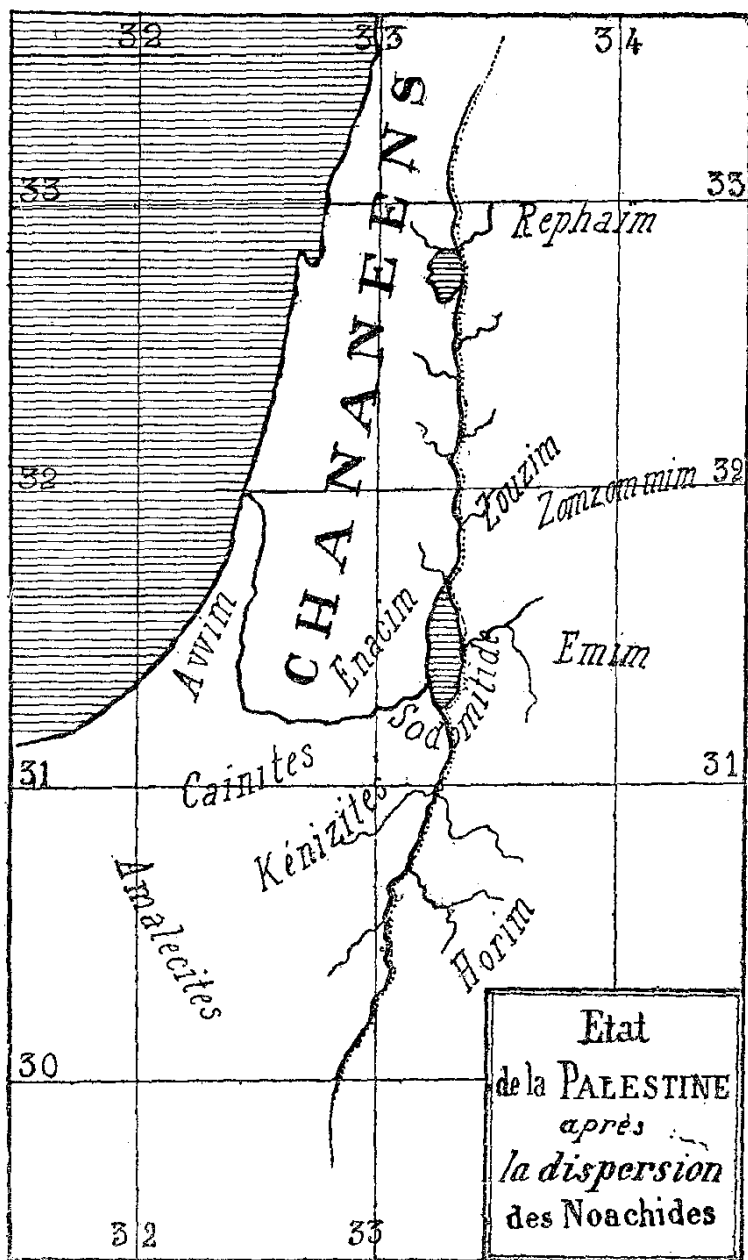 32 33 34
CHANANEENS
33 33
Rephaim
32 32
Zouzim
Zomzommim
Avvim
Enacim
Emim
Sodomitide
31 31
Cainites
Kénizites
Amalecites
Horim
30
Etat
de la PALESTINE
après
la dispersion
des Noachides
32 33